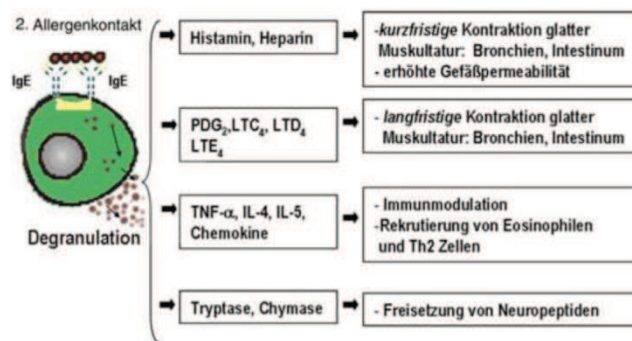 2. Allergenkontakt
IgE IgE
Degranulation
Histamin, Heparin
-kurzfristige Kontraktion glatter
Muskultatur: Bronchien, Intestinum
- erhöhte Gefäßpermeabilität
PDG₂,LTC₄, LTD₄
LTE₄
- langfristige Kontraktion glatter
Muskultatur: Bronchien, Intestinum
TNF-α, IL-4, IL-5,
Chemokine
- Immunmodulation
-Rekrutierung von Eosinophilen
und Th2 Zellen
Tryptase, Chymase
- Freisetzung von Neuropeptiden